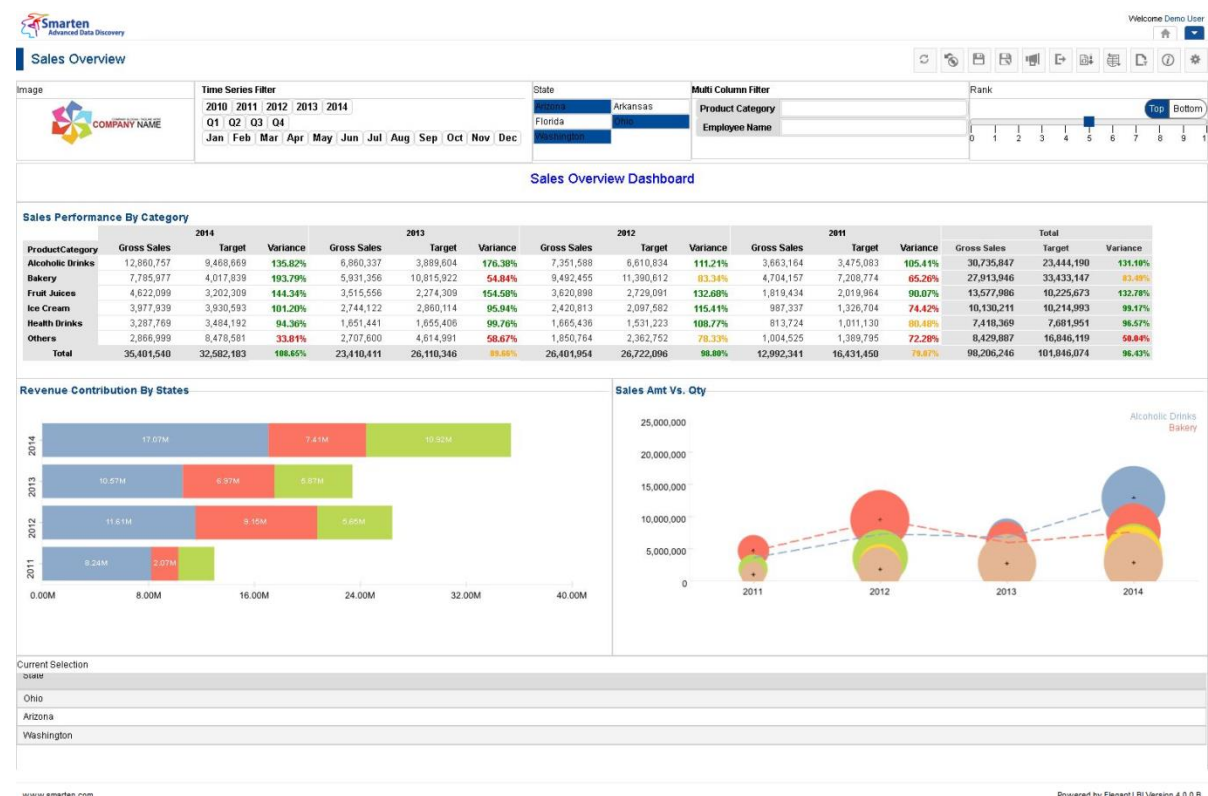 Smarten
Advanced Data Discovery
Welcome Demo User
Sales Overview
Image
Time Series Filter
State
Multi Column Filter
Rank
COMPANY NAME
2010 2011 2012 2013 2014
Q1 Q2 Q3 Q4
Jan Feb Mar Apr May Jun Jul Aug Sep Oct Nov Dec
Arizona Arkansas
Florida Ohio
Washington
Product Category
Employee Name
Top Bottom
0 1 2 3 4 5 6 7 8 9 1
Sales Overview Dashboard
Sales Performance By Category
2014 2013 2012 2011 Total
ProductCategory Gross Sales Target Variance Gross Sales Target Variance Gross Sales Target Variance Gross Sales Target Variance Gross Sales Target Variance
Alcoholic Drinks 12,860,757 9,468,669 135.82% 6,860,337 3,889,604 176.38% 7,351,588 6,610,834 111.21% 3,663,164 3,475,083 105.41% 30,735,847 23,444,190 131.10%
Bakery 7,785,977 4,017,839 193.79% 5,931,356 10,815,922 54.84% 9,492,455 11,390,612 83.34% 4,704,157 7,208,774 65.26% 27,913,946 33,433,147 83.49%
Fruit Juices 4,622,099 3,202,309 144.34% 3,515,556 2,274,309 154.58% 3,620,898 2,729,091 132.68% 1,819,434 2,019,964 90.07% 13,577,986 10,225,673 132.78%
Ice Cream 3,977,939 3,930,593 101.20% 2,744,122 2,860,114 95.94% 2,420,813 2,097,582 115.41% 987,337 1,326,704 74.42% 10,130,211 10,214,993 99.17%
Health Drinks 3,287,769 3,484,192 94.36% 1,651,441 1,655,406 99.76% 1,665,436 1,531,223 108.77% 813,724 1,011,130 80.48% 7,418,369 7,681,951 96.57%
Others 2,866,999 8,478,581 33.81% 2,707,600 4,614,991 58.67% 1,850,764 2,362,752 78.33% 1,004,525 1,389,795 72.28% 8,429,887 16,846,119 50.04%
Total 35,401,540 32,582,183 108.65% 23,410,411 26,110,346 89.66% 26,401,954 26,722,096 98.80% 12,992,341 16,431,450 79.07% 98,206,246 101,846,074 96.43%
Revenue Contribution By States
2014 17.07M 7.41M 10.92M
2013 10.57M 6.97M 5.87M
2012 11.61M 9.15M 5.65M
2011 8.24M 2.07M
0.00M 8.00M 16.00M 24.00M 32.00M 40.00M
Sales Amt Vs. Qty
Alcoholic Drinks
Bakery
25,000,000
20,000,000
15,000,000
10,000,000
5,000,000
0
2011 2012 2013 2014
Current Selection
State
Ohio
Arizona
Washington
www.smarten.com
Powered by ElegantJ BI Version 4.0.0 B